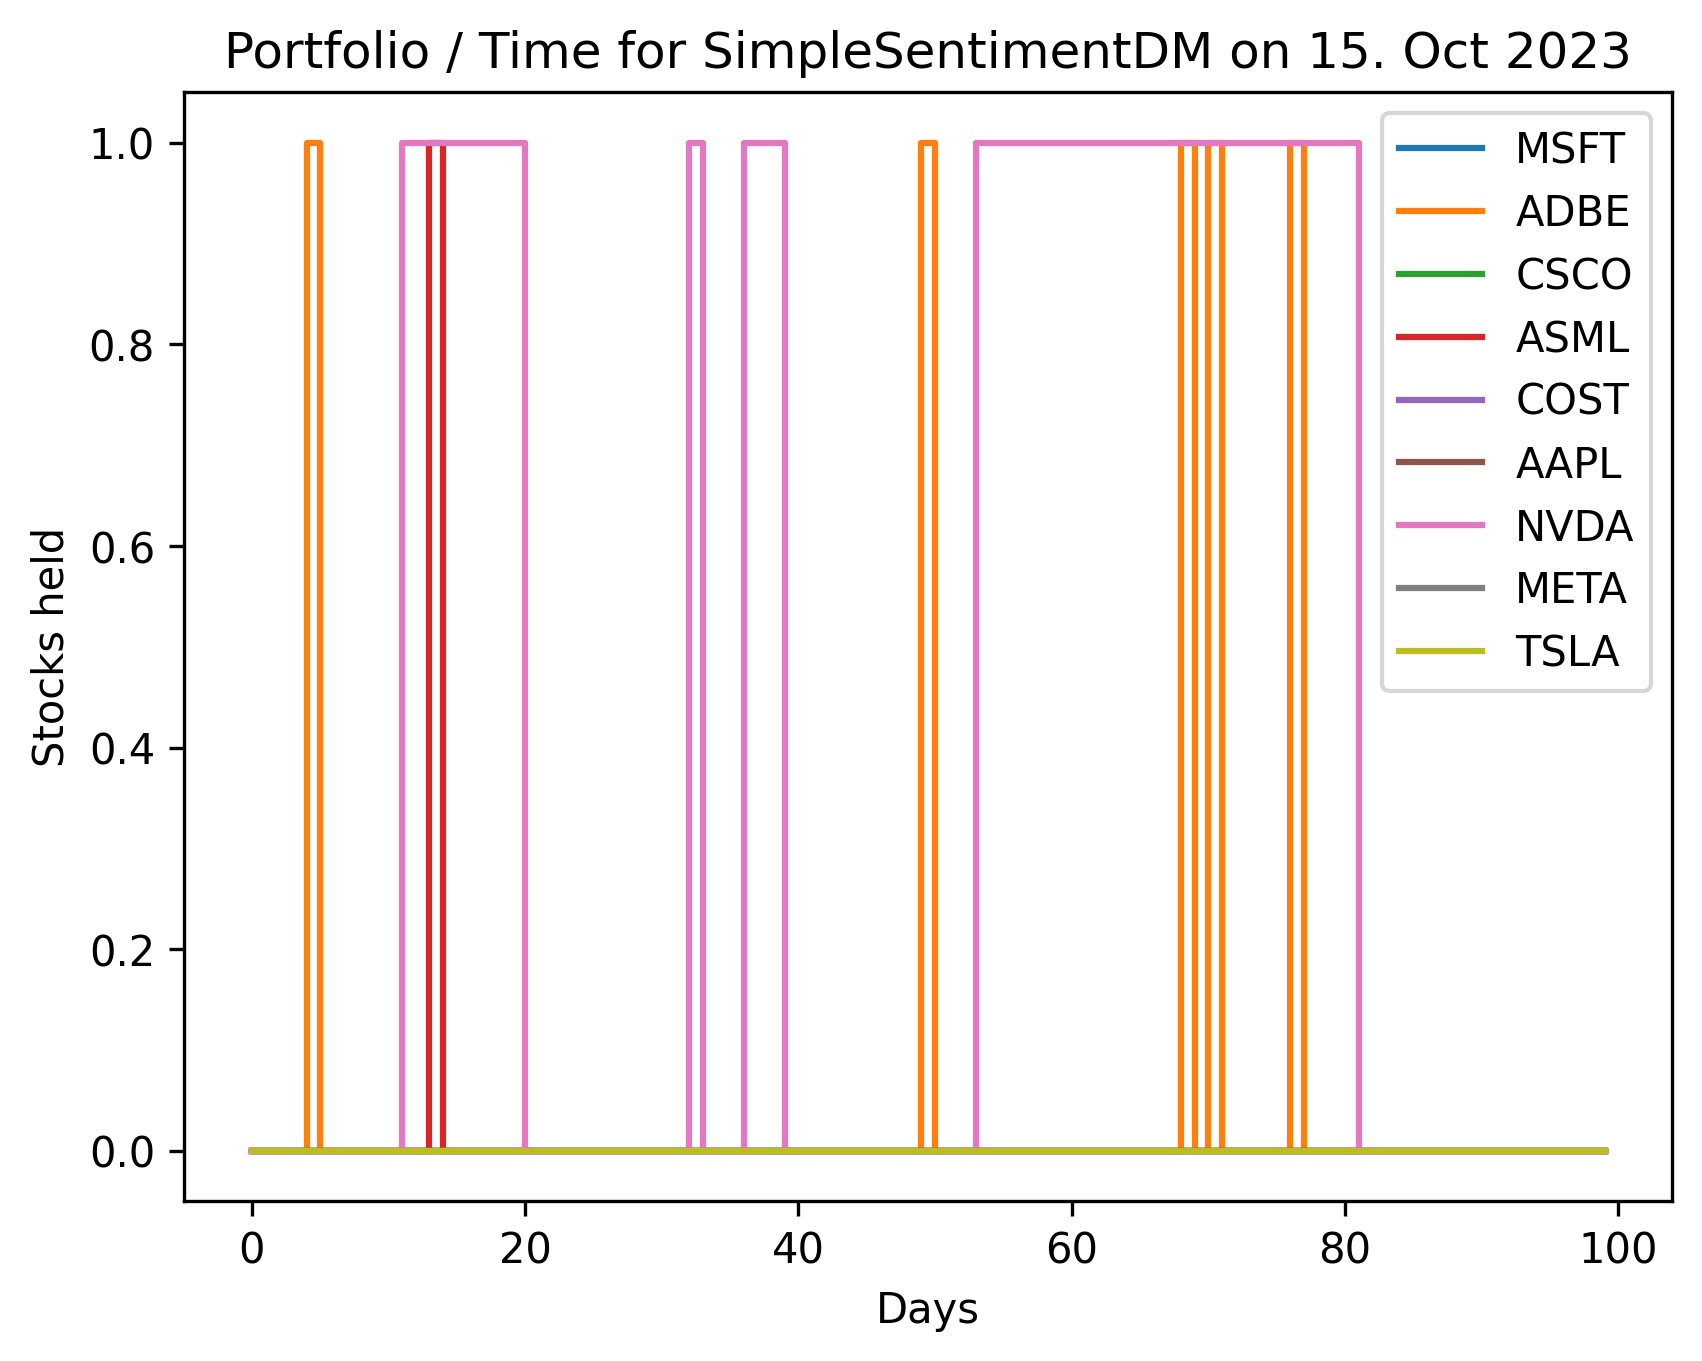 Portfolio / Time for SimpleSentimentDM on 15. Oct 2023
1.0
0.8
0.6
0.4
0.2
0.0
Stocks held
0 20 40 60 80 100
Days
MSFT
ADBE
CSCO
ASML
COST
AAPL
NVDA
META
TSLA